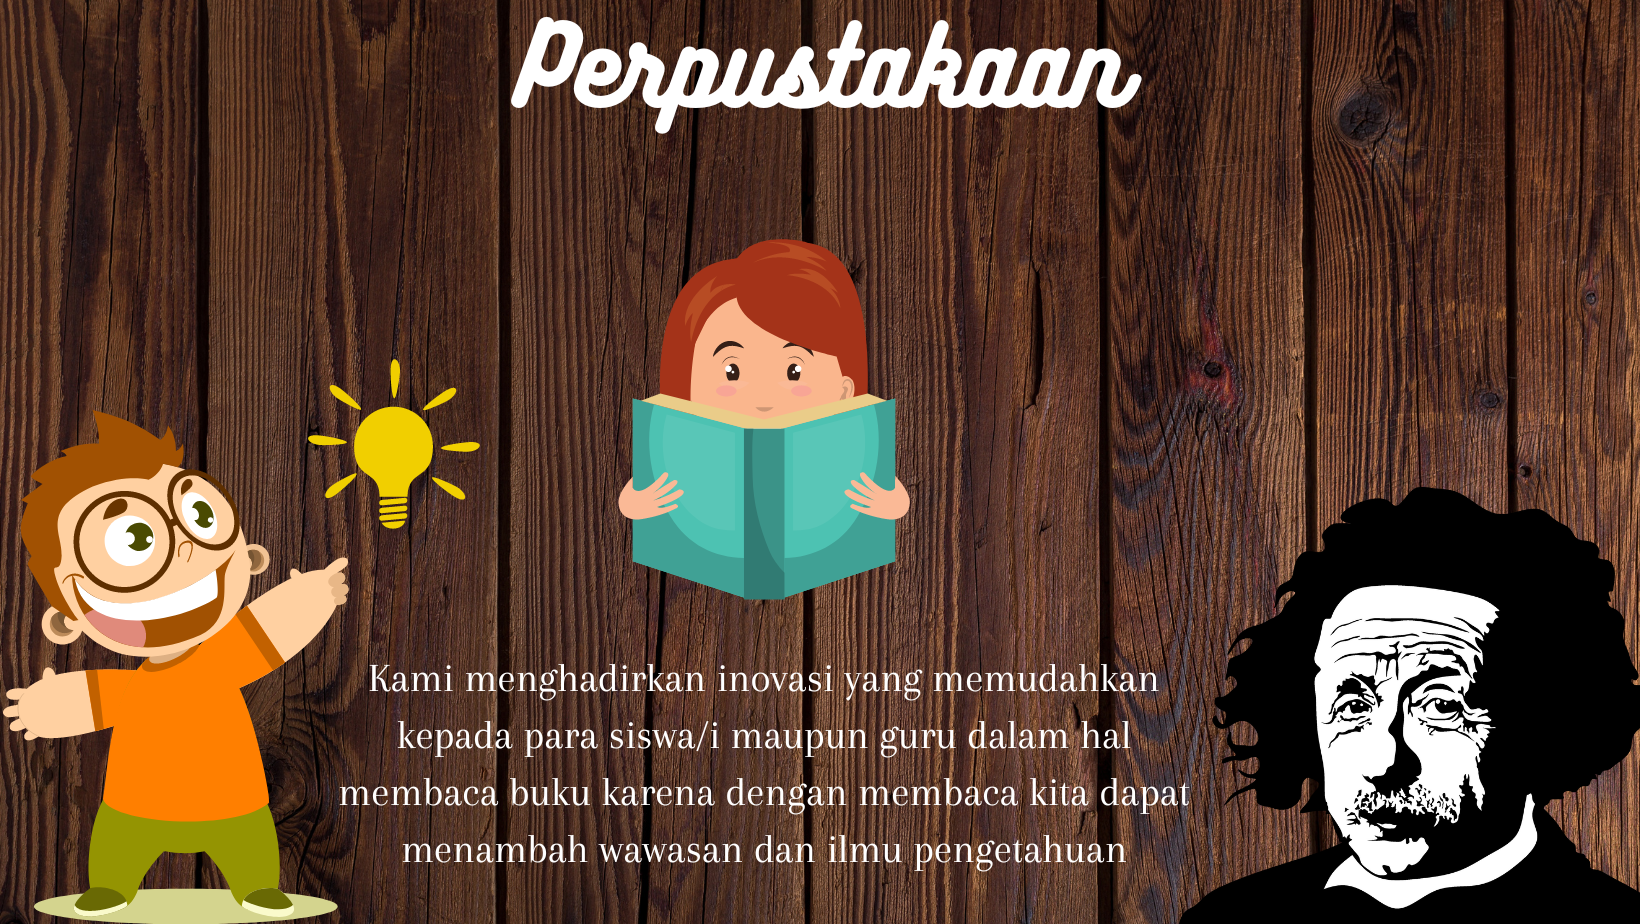 Perpustakaan
Kami menghadirkan inovasi yang memudahkan
kepada para siswa/i maupun guru dalam hal
membaca buku karena dengan membaca kita dapat
menambah wawasan dan ilmu pengetahuan